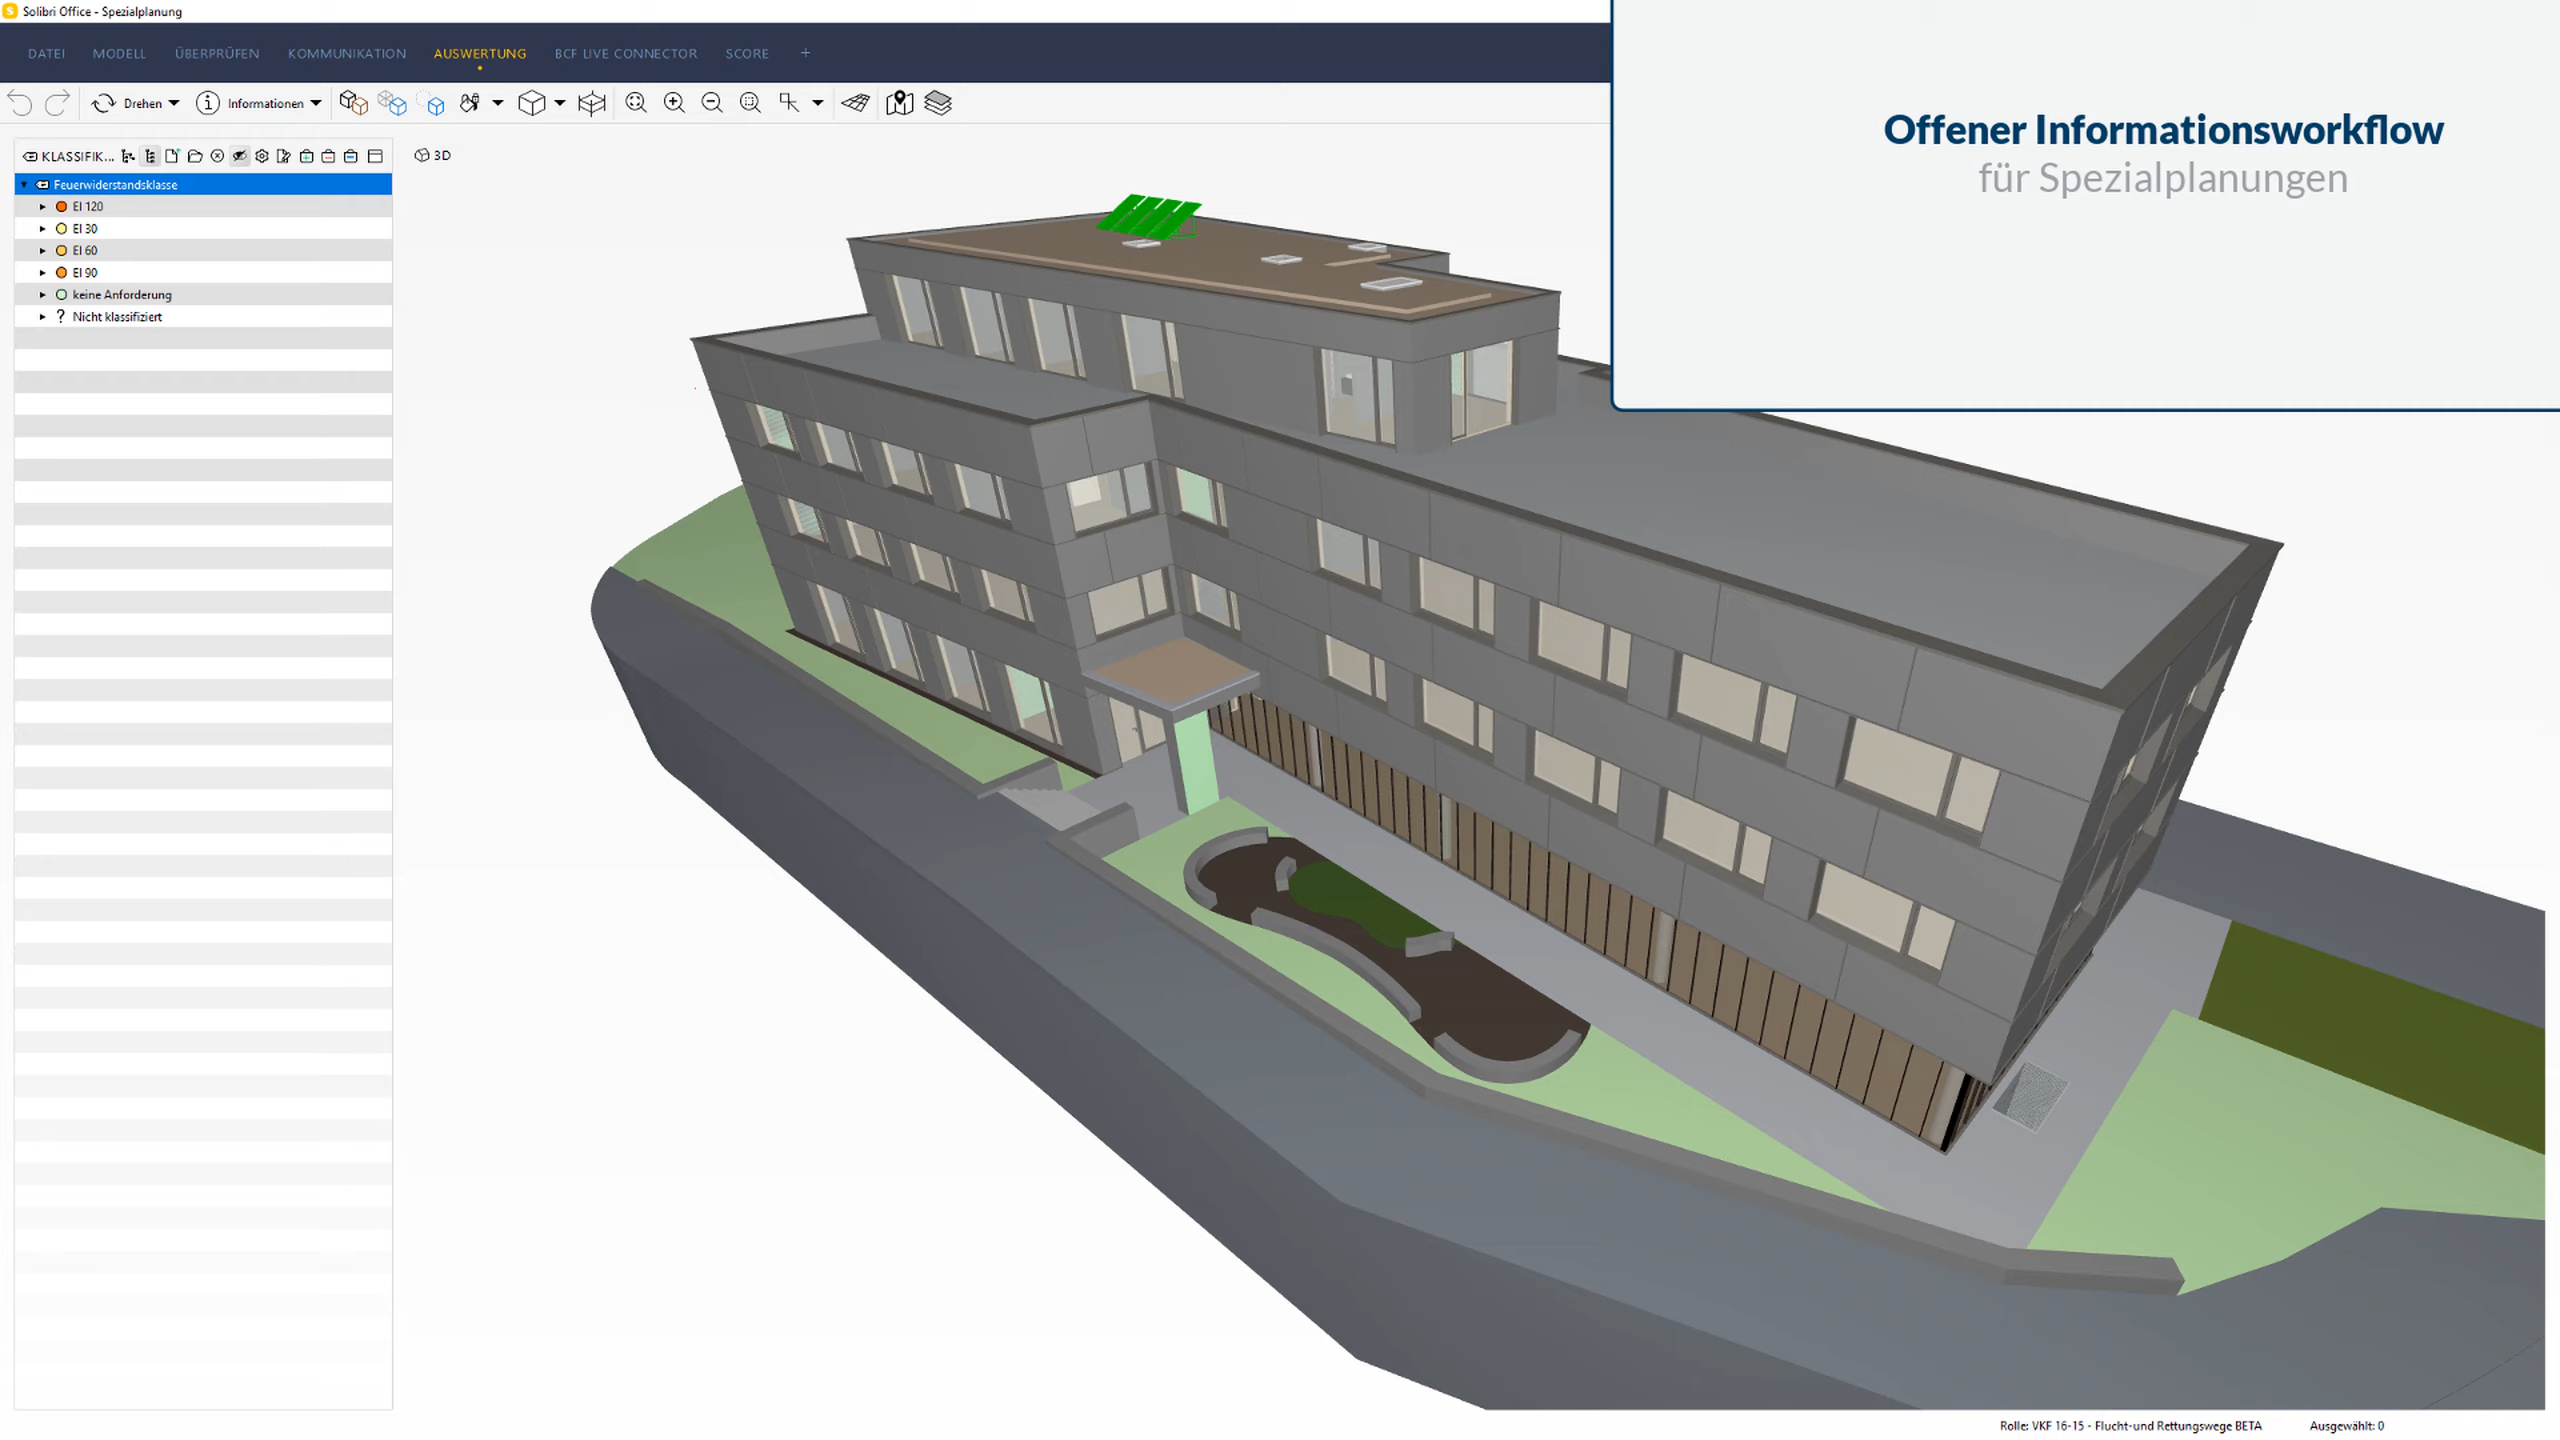 Solibri Office - Spezialplanung
DATEI MODELL ÜBERPRÜFEN KOMMUNIKATION AUSWERTUNG BCF LIVE CONNECTOR SCORE +
Drehen Informationen
Offener Informationsworkflow
für Spezialplanungen
KLASSIFIK...
3D
Feuerwiderstandsklasse
EI 120
EI 30
EI 60
EI 90
keine Anforderung
? Nicht klassifiziert
Rolle: VKF 16-15 - Flucht-und Rettungswege BETA Ausgewählt: 0